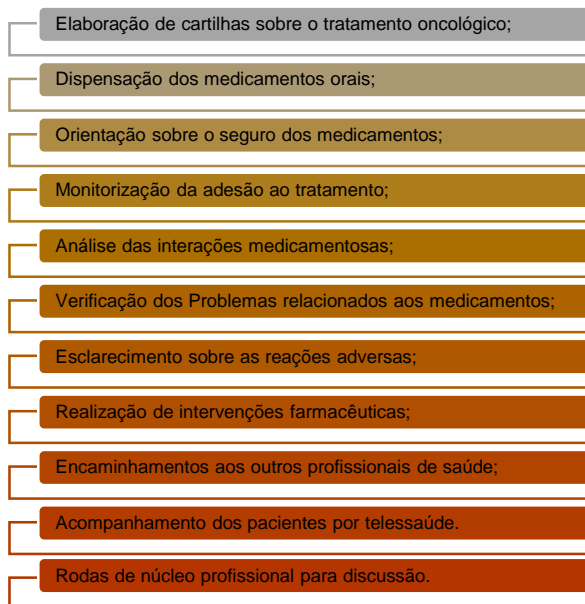 Elaboração de cartilhas sobre o tratamento oncológico;
Dispensação dos medicamentos orais;
Orientação sobre o seguro dos medicamentos;
Monitorização da adesão ao tratamento;
Análise das interações medicamentosas;
Verificação dos Problemas relacionados aos medicamentos;
Esclarecimento sobre as reações adversas;
Realização de intervenções farmacêuticas;
Encaminhamentos aos outros profissionais de saúde;
Acompanhamento dos pacientes por telessaúde.
Rodas de núcleo profissional para discussão.